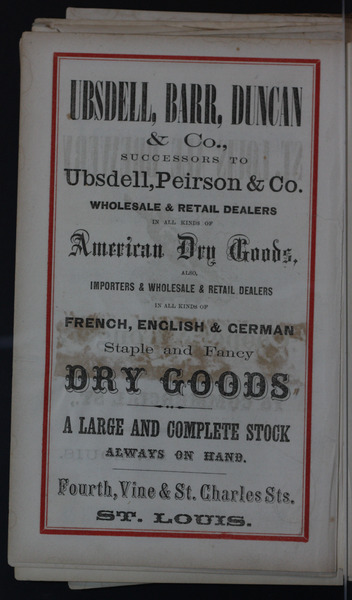 UBSDELL, BARR, DUNCAN
& Co.,
SUCCESSORS TO
Ubsdell, Peirson & Co.
WHOLESALE & RETAIL DEALERS
IN ALL KINDS OF
American Dry Goods,
ALSO,
IMPORTERS & WHOLESALE & RETAIL DEALERS
IN ALL KINDS OF
FRENCH, ENGLISH & GERMAN
Staple and Fancy
DRY GOODS.
A LARGE AND COMPLETE STOCK
ALWAYS ON HAND.
Fourth, Vine & St. Charles Sts.
ST. LOUIS.